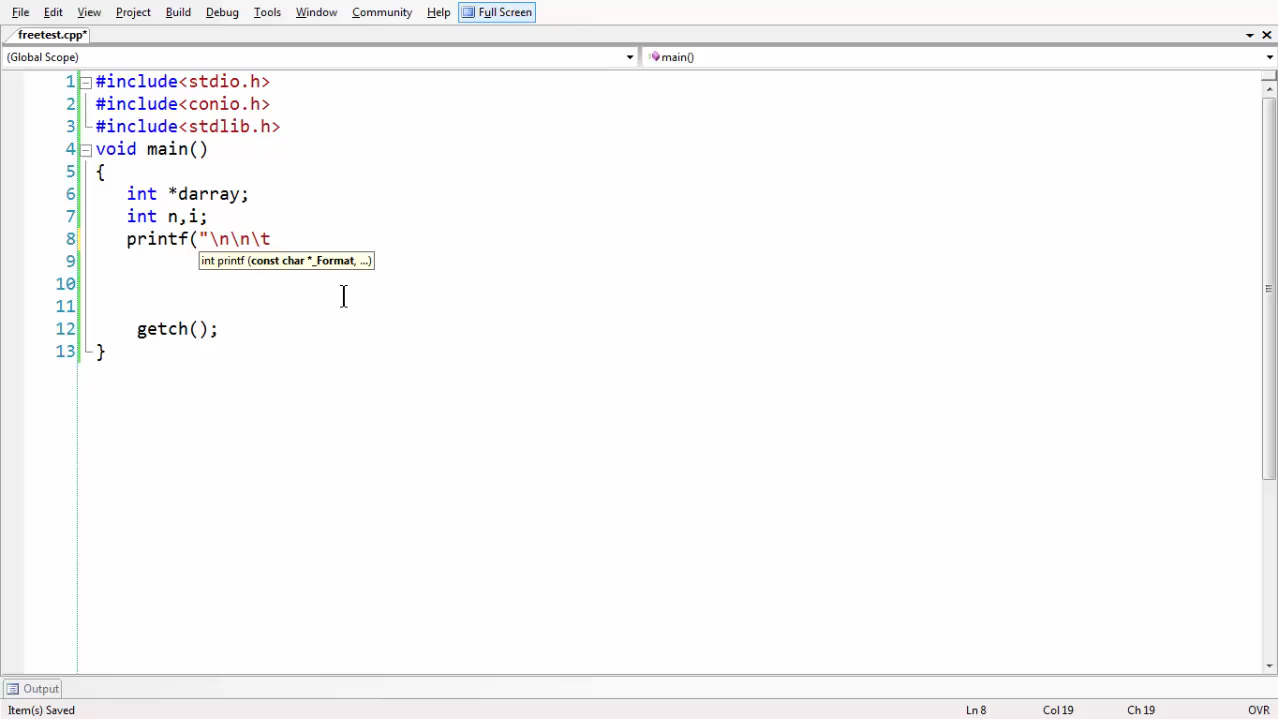 File Edit View Project Build Debug Tools Window Community Help Full Screen
freetest.cpp*
(Global Scope) main()
1 #include<stdio.h>
2 #include<conio.h>
3 #include<stdlib.h>
4 void main()
5 {
6 int *darray;
7 int n,i;
8 printf("\n\n\t
9 int printf (const char *_Format, ...)
10
11
12 getch();
13 }
Output
Item(s) Saved Ln 8 Col 19 Ch 19 OVR